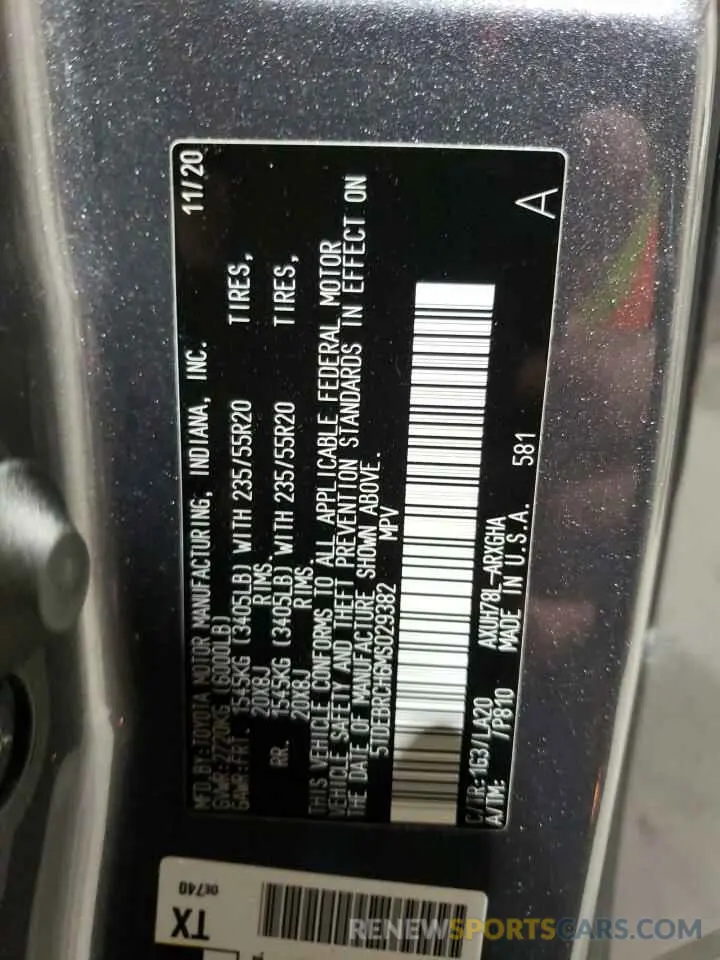 MFD BY:TOYOTA MOTOR MANUFACTURING, INDIANA, INC. 11/20
GVWR:2720KG (6000LB)
GAWR:FRT. 1545KG (3405LB) WITH 235/55R20 TIRES,
20X8J RIMS
RR. 1545KG (3405LB) WITH 235/55R20 TIRES,
20X8J RIMS
THIS VEHICLE CONFORMS TO ALL APPLICABLE FEDERAL MOTOR
VEHICLE SAFETY AND THEFT PREVENTION STANDARDS IN EFFECT ON
THE DATE OF MANUFACTURE SHOWN ABOVE.
5TDEBRCH6MS029382 MPV
C/TR:1G3/LA20 AXUH78L-ARXGHA
A/TM: /P810 MADE IN U.S.A. 581 A
TX
0E740
RENEWSPORTSCARS.COM